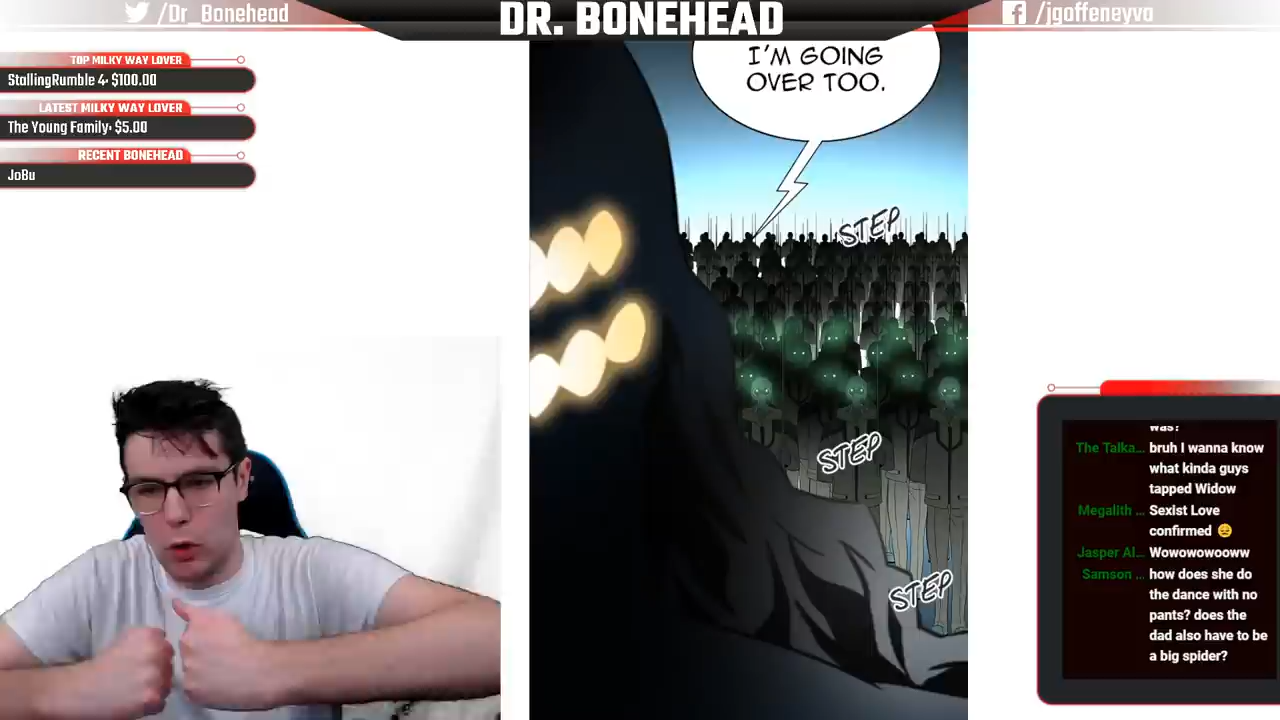 /Dr_Bonehead
DR. BONEHEAD
/jgoffeneyva
TOP MILKY WAY LOVER
StallingRumble 4: $100.00
LATEST MILKY WAY LOVER
The Young Family: $5.00
RECENT BONEHEAD
JoBu
I'M GOING
OVER TOO.
STEP
STEP
STEP
was?
The Talka... bruh I wanna know
what kinda guys
tapped Widow
Megalith ... Sexist Love
confirmed 😔
Jasper Al... Wowowowooww
Samson ... how does she do
the dance with no
pants? does the
dad also have to be
a big spider?